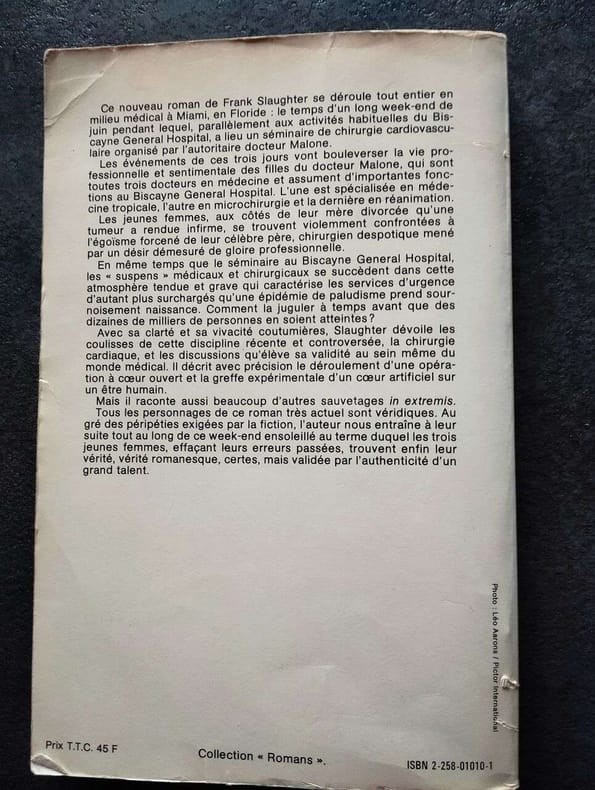 Ce nouveau roman de Frank Slaughter se déroule tout entier en
milieu médical à Miami, en Floride : le temps d'un long week-end de
juin pendant lequel, parallèlement aux activités habituelles du Bis-
cayne General Hospital, a lieu un séminaire de chirurgie cardiovascu-
laire organisé par l'autoritaire docteur Malone.
Les événements de ces trois jours vont bouleverser la vie pro-
fessionnelle et sentimentale des filles du docteur Malone, qui sont
toutes trois docteurs en médecine et assument d'importantes fonc-
tions au Biscayne General Hospital. L'une est spécialisée en méde-
cine tropicale, l'autre en microchirurgie et la dernière en réanimation.
Les jeunes femmes, aux côtés de leur mère divorcée qu'une
tumeur a rendue infirme, se trouvent violemment confrontées à
l'égoïsme forcené de leur célèbre père, chirurgien despotique mené
par un désir démesuré de gloire professionnelle.
En même temps que le séminaire au Biscayne General Hospital,
les « suspens » médicaux et chirurgicaux se succèdent dans cette
atmosphère tendue et grave qui caractérise les services d'urgence
d'autant plus surchargés qu'une épidémie de paludisme prend sour-
noisement naissance. Comment la juguler à temps avant que des
dizaines de milliers de personnes en soient atteintes ?
Avec sa clarté et sa vivacité coutumières, Slaughter dévoile les
coulisses de cette discipline récente et controversée, la chirurgie
cardiaque, et les discussions qu'élève sa validité au sein même du
monde médical. Il décrit avec précision le déroulement d'une opéra-
tion à cœur ouvert et la greffe expérimentale d'un cœur artificiel sur
un être humain.
Mais il raconte aussi beaucoup d'autres sauvetages in extremis.
Tous les personnages de ce roman très actuel sont véridiques. Au
gré des péripéties exigées par la fiction, l'auteur nous entraîne à leur
suite tout au long de ce week-end ensoleillé au terme duquel les trois
jeunes femmes, effaçant leurs erreurs passées, trouvent enfin leur
vérité, vérité romanesque, certes, mais validée par l'authenticité d'un
grand talent.
Photo : Léo Aarons / Pictor International
Prix T.T.C. 45 F
Collection « Romans ».
ISBN 2-258-01010-1